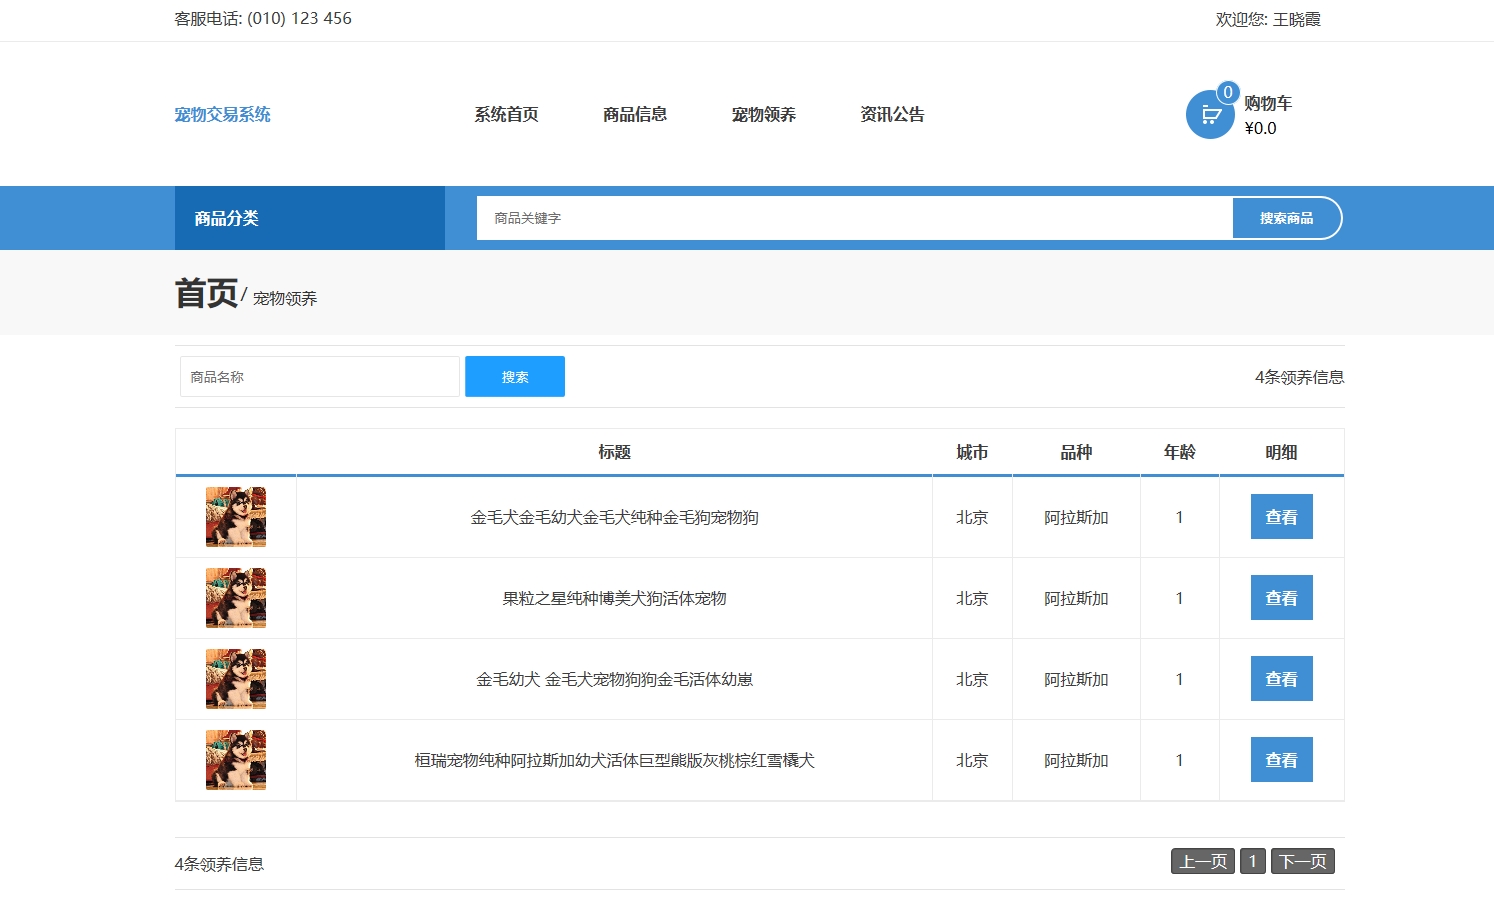 客服电话: (010) 123 456
欢迎您: 王晓霞
宠物交易系统
系统首页
商品信息
宠物领养
资讯公告
0
购物车
¥0.0
商品分类
商品关键字
搜索商品
首页/ 宠物领养
商品名称
搜索
4条领养信息
标题 城市 品种 年龄 明细
金毛犬金毛幼犬金毛犬纯种金毛狗宠物狗 北京 阿拉斯加 1 查看
果粒之星纯种博美犬狗活体宠物 北京 阿拉斯加 1 查看
金毛幼犬 金毛犬宠物狗狗金毛活体幼崽 北京 阿拉斯加 1 查看
桓瑞宠物纯种阿拉斯加幼犬活体巨型熊版灰桃棕红雪橇犬 北京 阿拉斯加 1 查看
4条领养信息
上一页 1 下一页